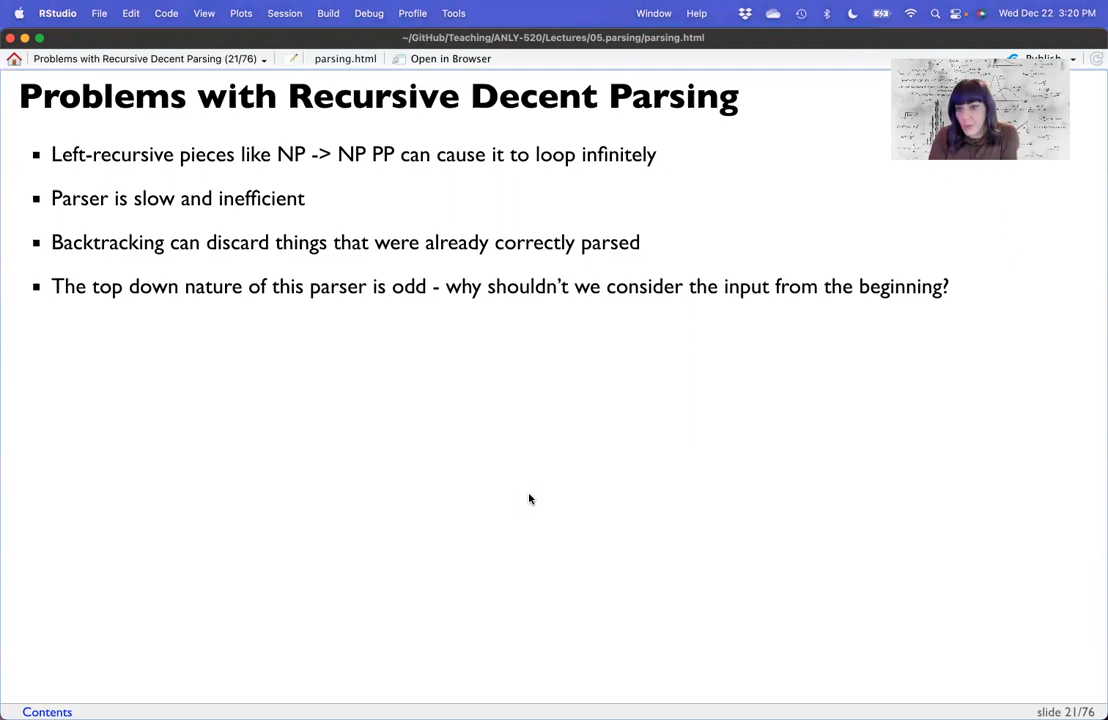 RStudio File Edit Code View Plots Session Build Debug Profile Tools Window Help Wed Dec 22 3:20 PM
~/GitHub/Teaching/ANLY-520/Lectures/05.parsing/parsing.html
Problems with Recursive Decent Parsing (21/76) parsing.html Open in Browser Publish
Problems with Recursive Decent Parsing
Left-recursive pieces like NP -> NP PP can cause it to loop infinitely
Parser is slow and inefficient
Backtracking can discard things that were already correctly parsed
The top down nature of this parser is odd - why shouldn't we consider the input from the beginning?
Contents slide 21/76